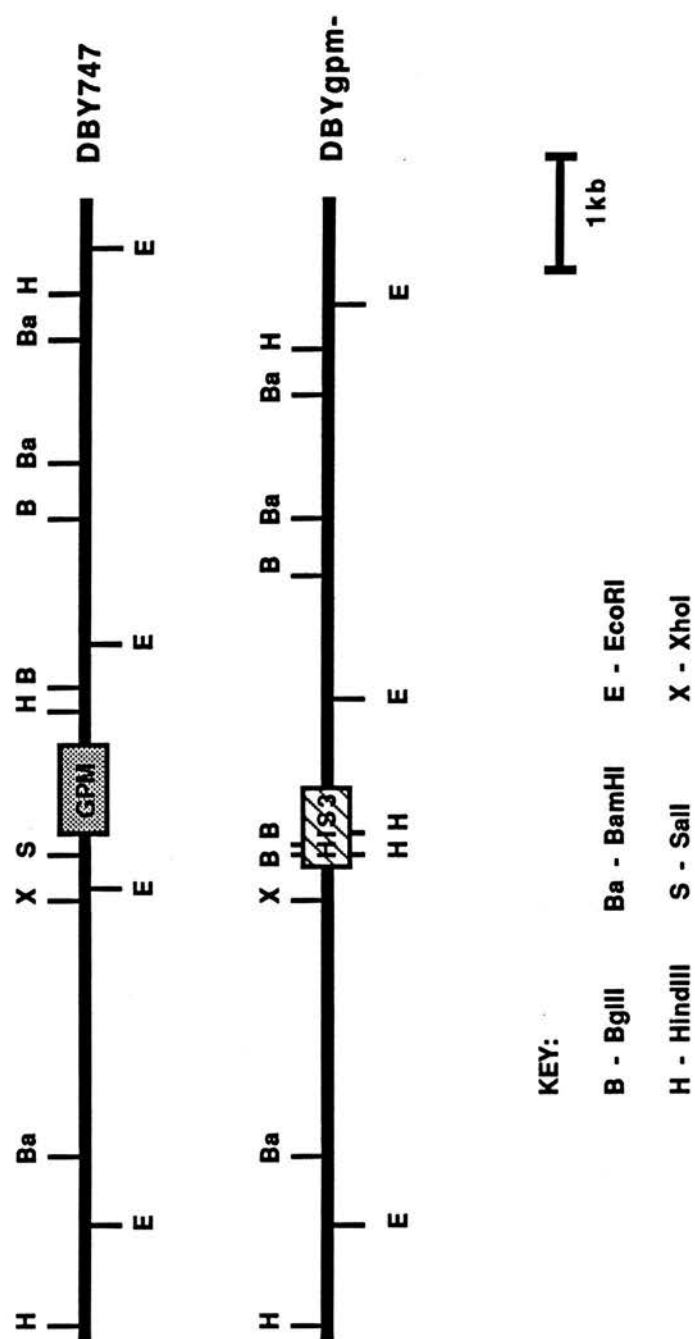 H Ba X S H B B Ba Ba H
GPM DBY747
E E E E
H Ba X B B B Ba Ba H
HIS3 DBYgpm-
E H H E E
1kb
KEY:
B - BglII Ba - BamHI E - EcoRI
H - HindIII S - SalI X - XhoI